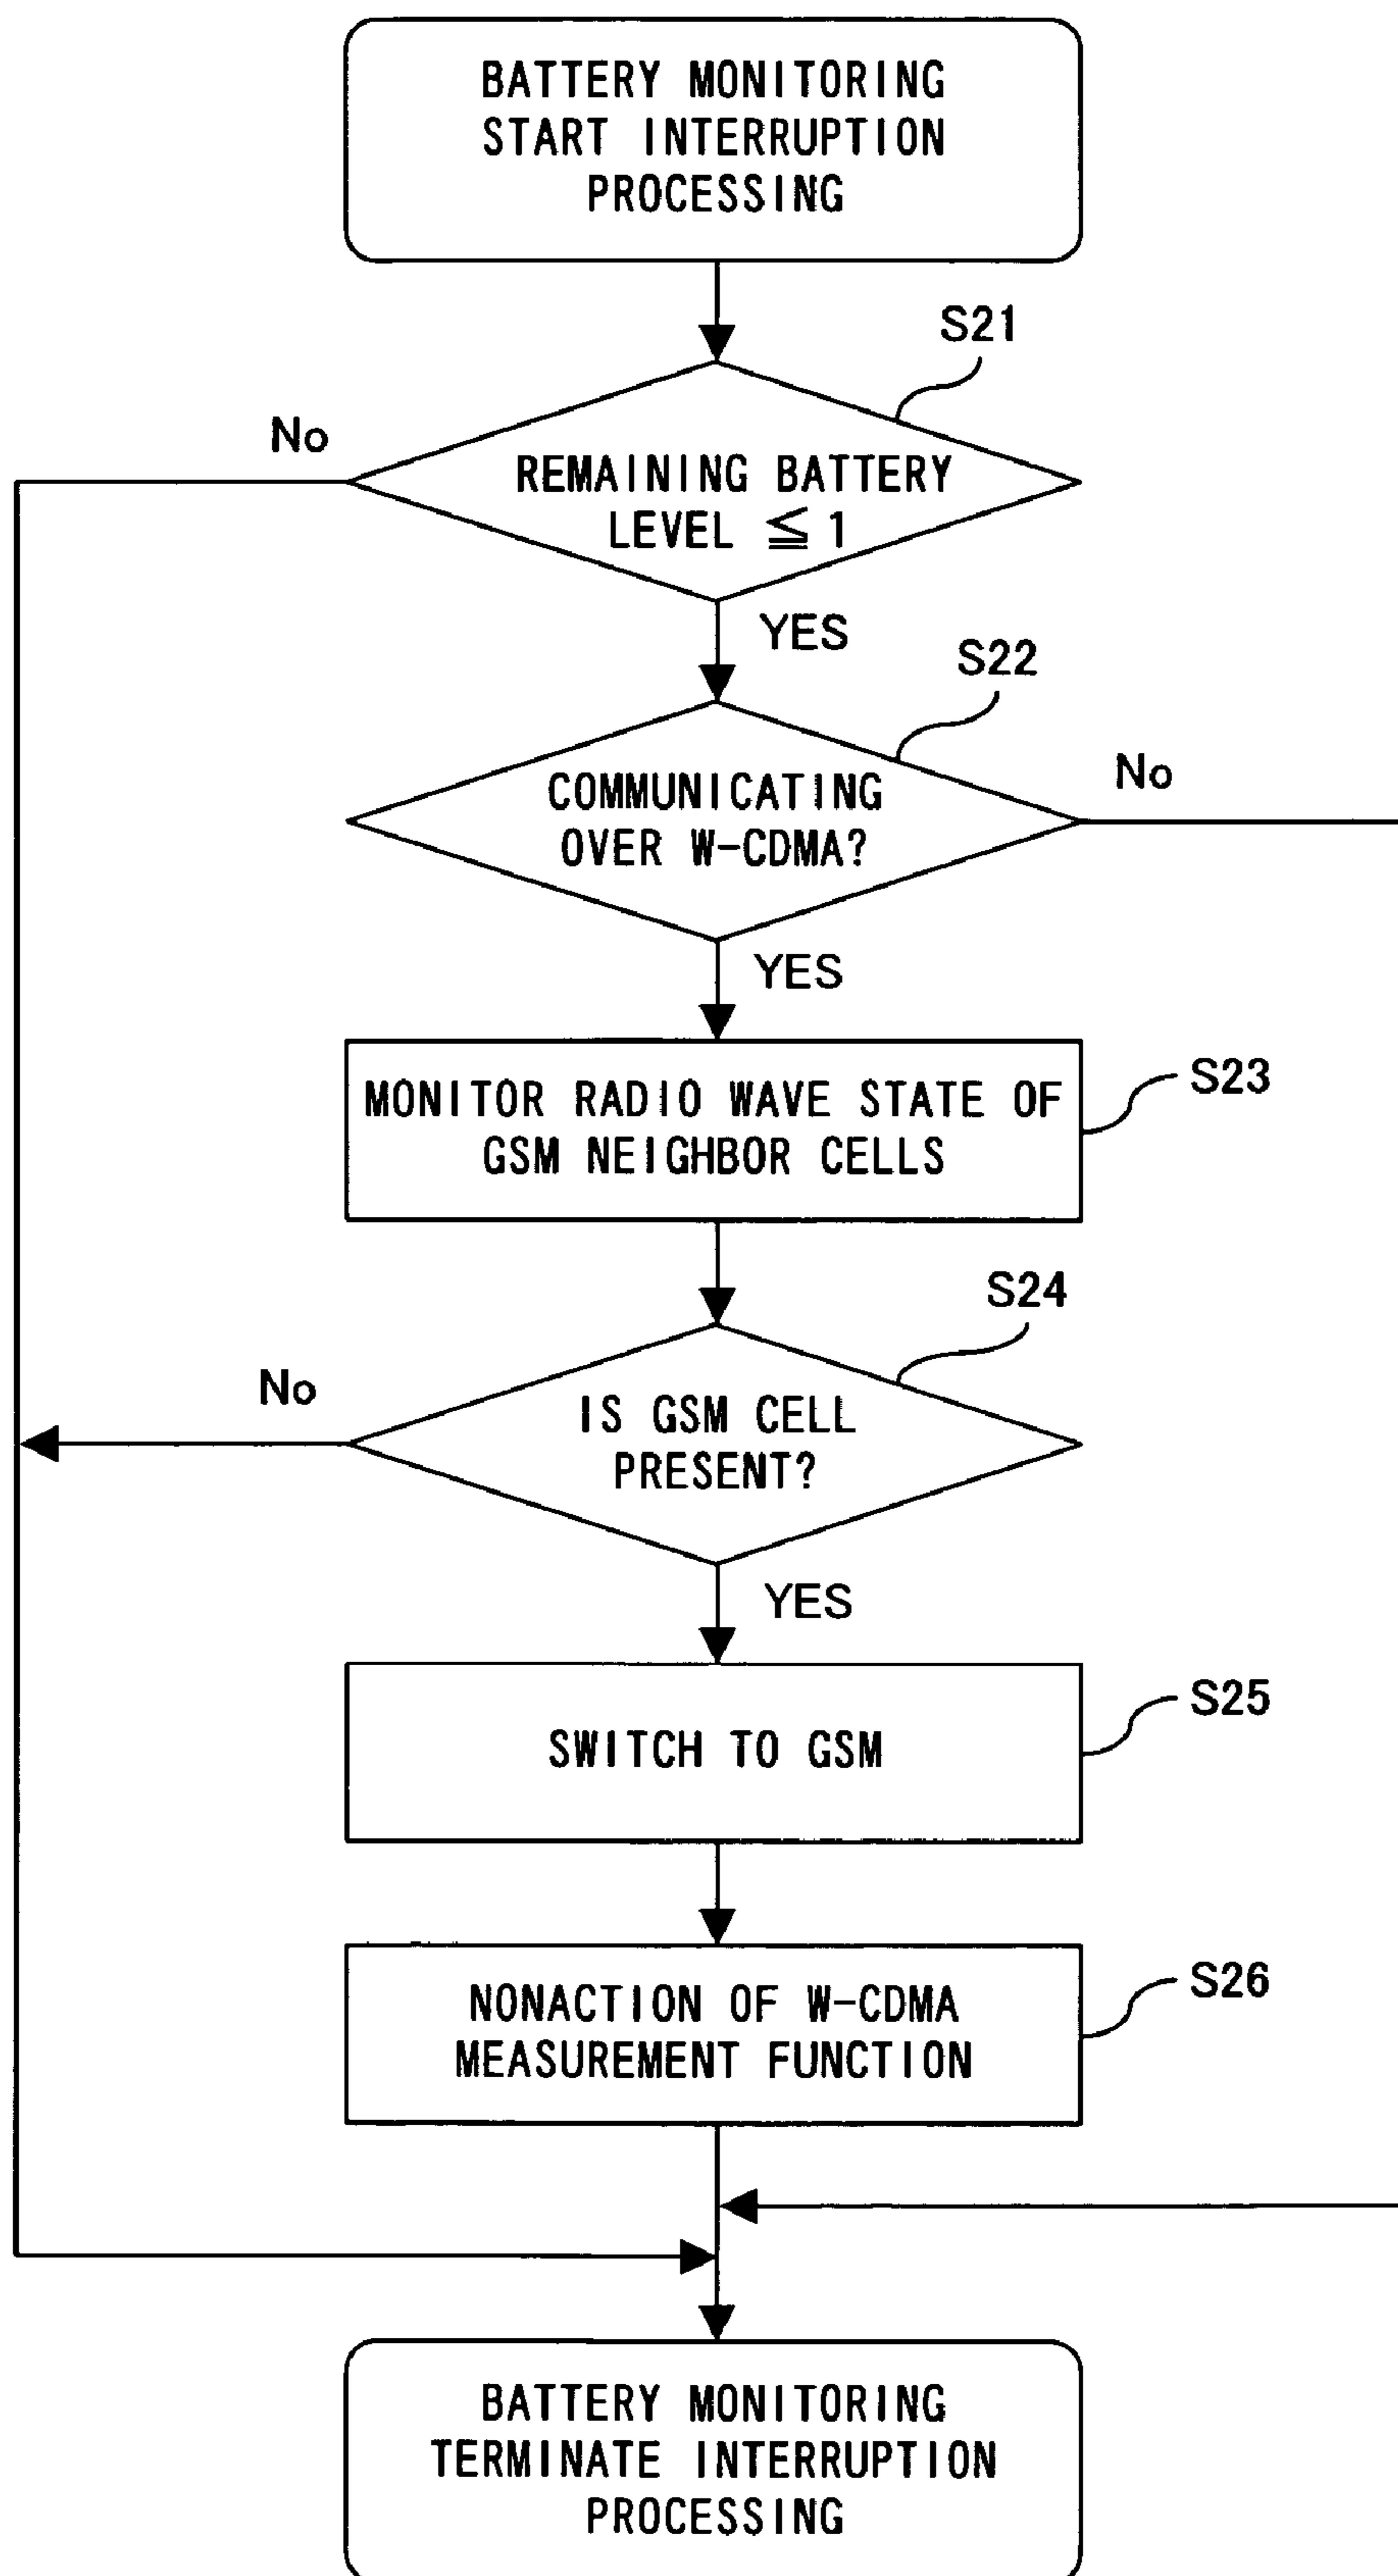 BATTERY MONITORING
START INTERRUPTION
PROCESSING
S21
No
REMAINING BATTERY
LEVEL ≦ 1
YES
S22
No
COMMUNICATING
OVER W-CDMA?
YES
S23
MONITOR RADIO WAVE STATE OF
GSM NEIGHBOR CELLS
S24
No
IS GSM CELL
PRESENT?
YES
S25
SWITCH TO GSM
S26
NONACTION OF W-CDMA
MEASUREMENT FUNCTION
BATTERY MONITORING
TERMINATE INTERRUPTION
PROCESSING